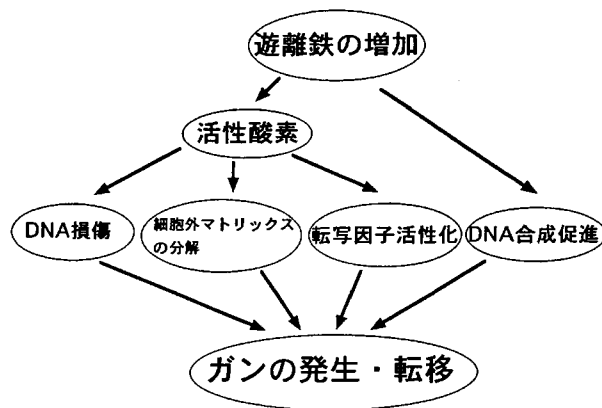 遊離鉄の増加
活性酸素
DNA損傷
細胞外マトリックス
の分解
転写因子活性化
DNA合成促進
ガンの発生・転移